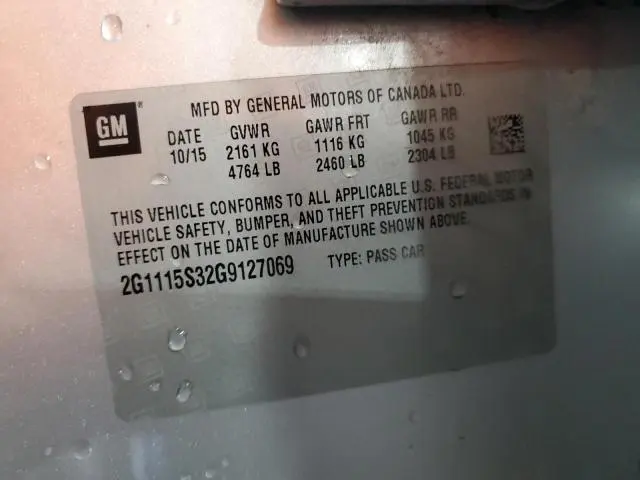 GM
MFD BY GENERAL MOTORS OF CANADA LTD.
DATE GVWR GAWR FRT GAWR RR
10/15 2161 KG 1116 KG 1045 KG
4764 LB 2460 LB 2304 LB
THIS VEHICLE CONFORMS TO ALL APPLICABLE U.S. FEDERAL MOTOR
VEHICLE SAFETY, BUMPER, AND THEFT PREVENTION STANDARDS IN
EFFECT ON THE DATE OF MANUFACTURE SHOWN ABOVE.
2G1115S32G9127069 TYPE: PASS CAR